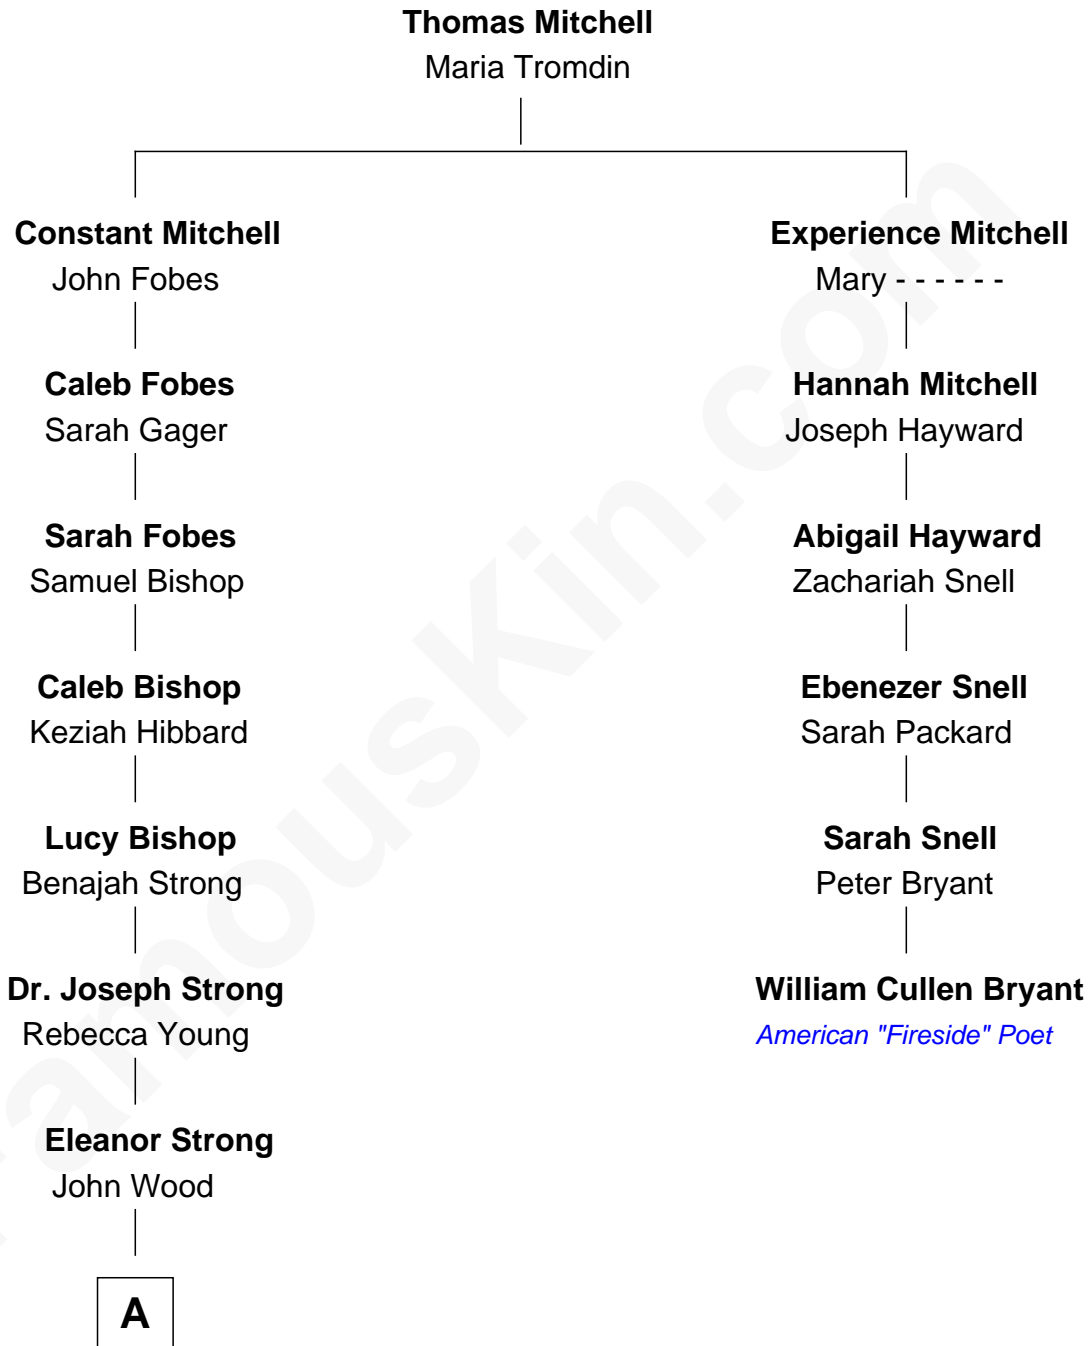 Thomas Mitchell
Maria Tromdin
Constant Mitchell
John Fobes
Experience Mitchell
Mary - - - - - -
Caleb Fobes
Sarah Gager
Hannah Mitchell
Joseph Hayward
Sarah Fobes
Samuel Bishop
Abigail Hayward
Zachariah Snell
Caleb Bishop
Keziah Hibbard
Ebenezer Snell
Sarah Packard
Lucy Bishop
Benajah Strong
Sarah Snell
Peter Bryant
Dr. Joseph Strong
Rebecca Young
William Cullen Bryant
American "Fireside" Poet
Eleanor Strong
John Wood
A
FamousKin.com